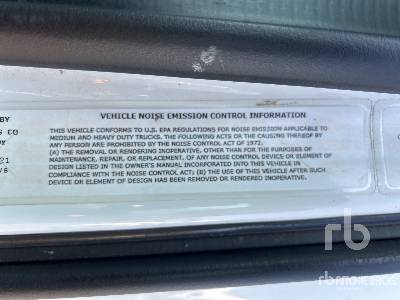 BY
VEHICLE NOISE EMISSION CONTROL INFORMATION
THIS VEHICLE CONFORMS TO U.S. EPA REGULATIONS FOR NOISE EMISSION APPLICABLE TO
S CO
MEDIUM AND HEAVY DUTY TRUCKS. THE FOLLOWING ACTS OR THE CAUSING THEREOF BY
ANY PERSON ARE PROHIBITED BY THE NOISE CONTROL ACT OF 1972.
(A) THE REMOVAL OR RENDERING INOPERATIVE, OTHER THAN FOR THE PURPOSES OF
21
MAINTENANCE, REPAIR, OR REPLACEMENT, OF ANY NOISE CONTROL DEVICE OR ELEMENT OF
DESIGN LISTED IN THE OWNER'S MANUAL INCORPORATED INTO THIS VEHICLE IN
COMPLIANCE WITH THE NOISE CONTROL ACT; (B) THE USE OF THIS VEHICLE AFTER SUCH
DEVICE OR ELEMENT OF DESIGN HAS BEEN REMOVED OR RENDERED INOPERATIVE.
rb
rb